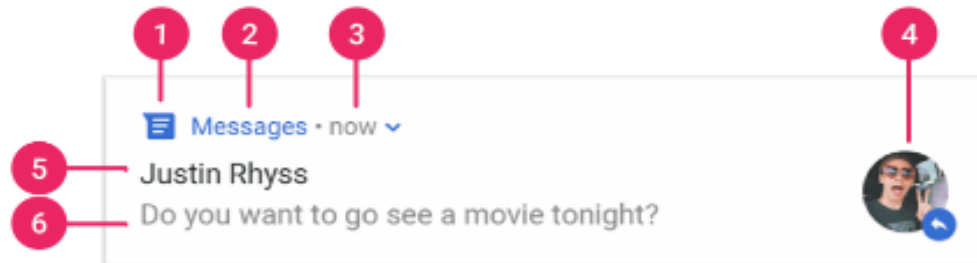 1 2 3 4
Messages • now
5 Justin Rhyss
6 Do you want to go see a movie tonight?